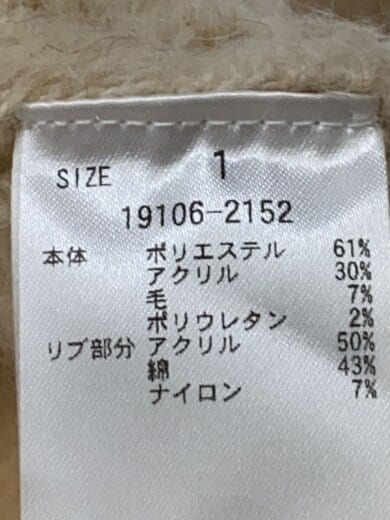 SIZE 1
19106-2152
本体 ポリエステル 61%
アクリル 30%
毛 7%
ポリウレタン 2%
リブ部分 アクリル 50%
綿 43%
ナイロン 7%